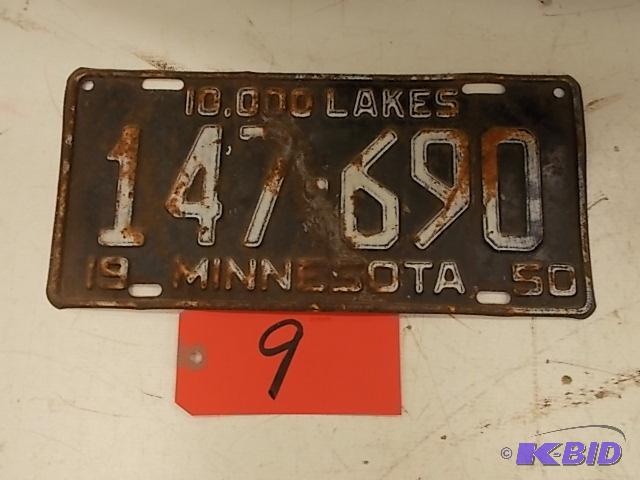 10,000 LAKES
147·690
19 MINNESOTA 50
9
© K-BID